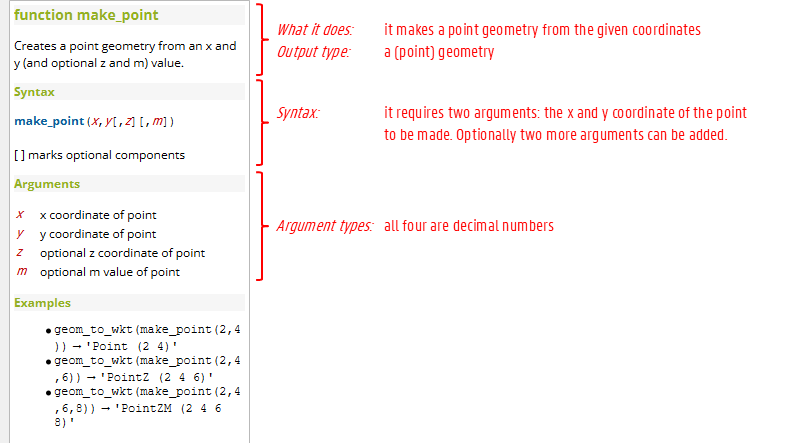 function make_point
Creates a point geometry from an x and
y (and optional z and m) value.
Syntax
make_point(x,y[,z][,m])
[ ] marks optional components
Arguments
x x coordinate of point
y y coordinate of point
z optional z coordinate of point
m optional m value of point
Examples
• geom_to_wkt(make_point(2,4
)) → 'Point (2 4)'
• geom_to_wkt(make_point(2,4
,6)) → 'PointZ (2 4 6)'
• geom_to_wkt(make_point(2,4
,6,8)) → 'PointZM (2 4 6
8)'
What it does: it makes a point geometry from the given coordinates
Output type: a (point) geometry
Syntax: it requires two arguments: the x and y coordinate of the point
to be made. Optionally two more arguments can be added.
Argument types: all four are decimal numbers